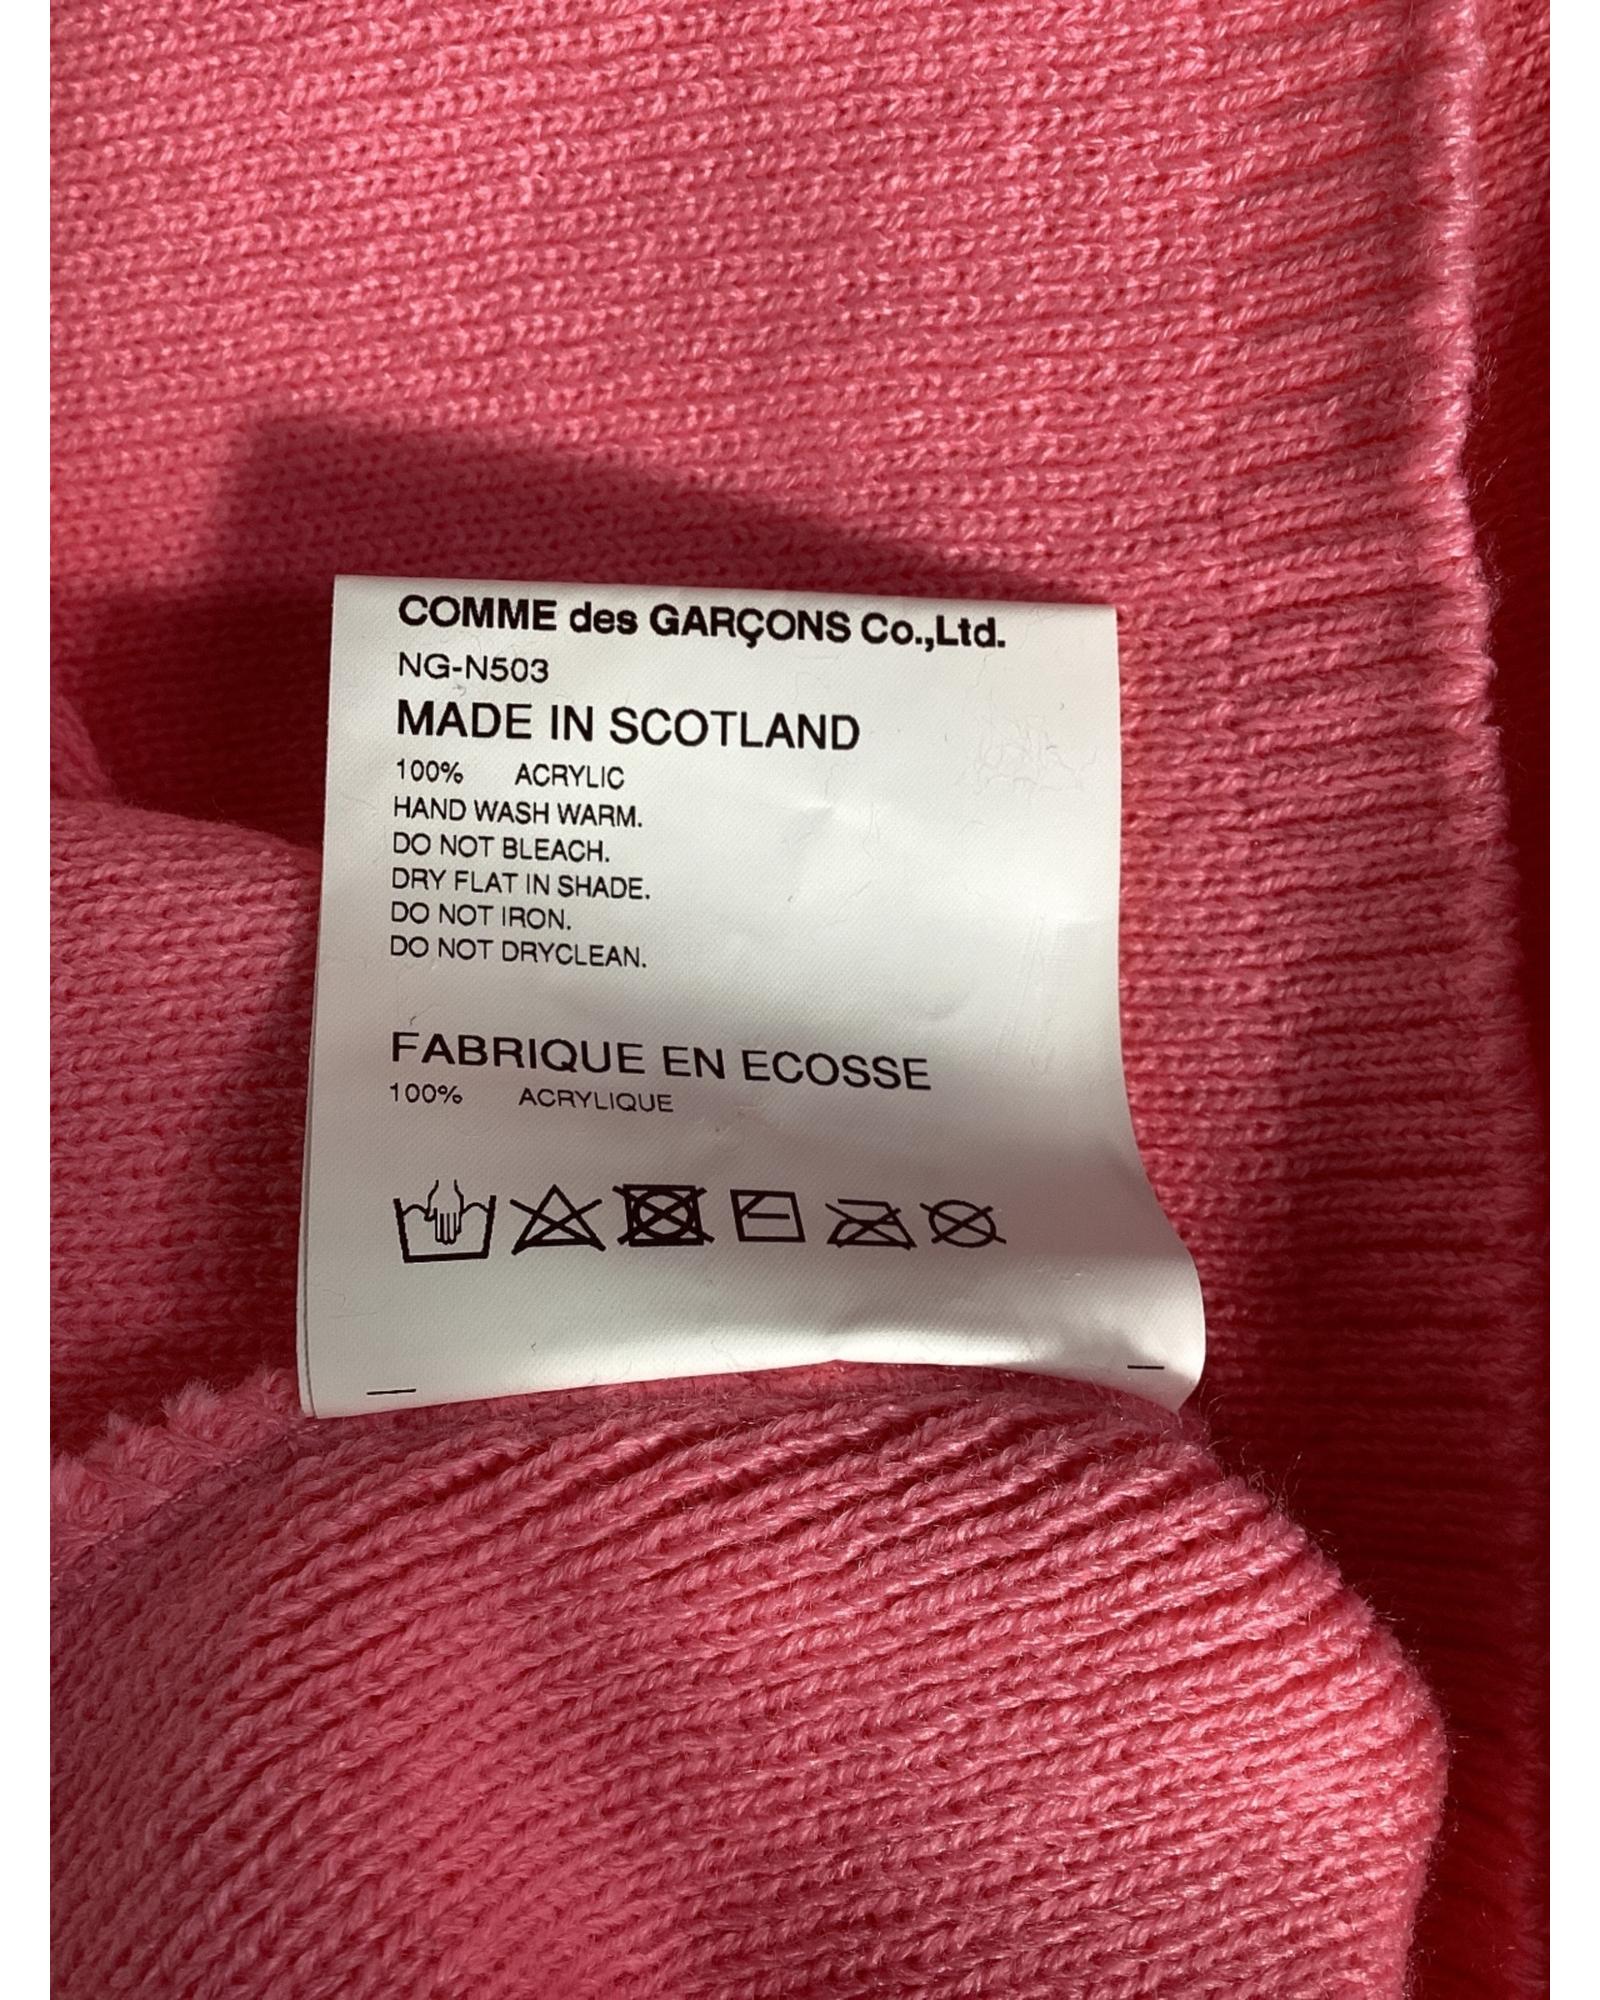 COMME des GARÇONS Co.,Ltd.
NG-N503
MADE IN SCOTLAND
100% ACRYLIC
HAND WASH WARM.
DO NOT BLEACH.
DRY FLAT IN SHADE.
DO NOT IRON.
DO NOT DRYCLEAN.
FABRIQUE EN ECOSSE
100% ACRYLIQUE